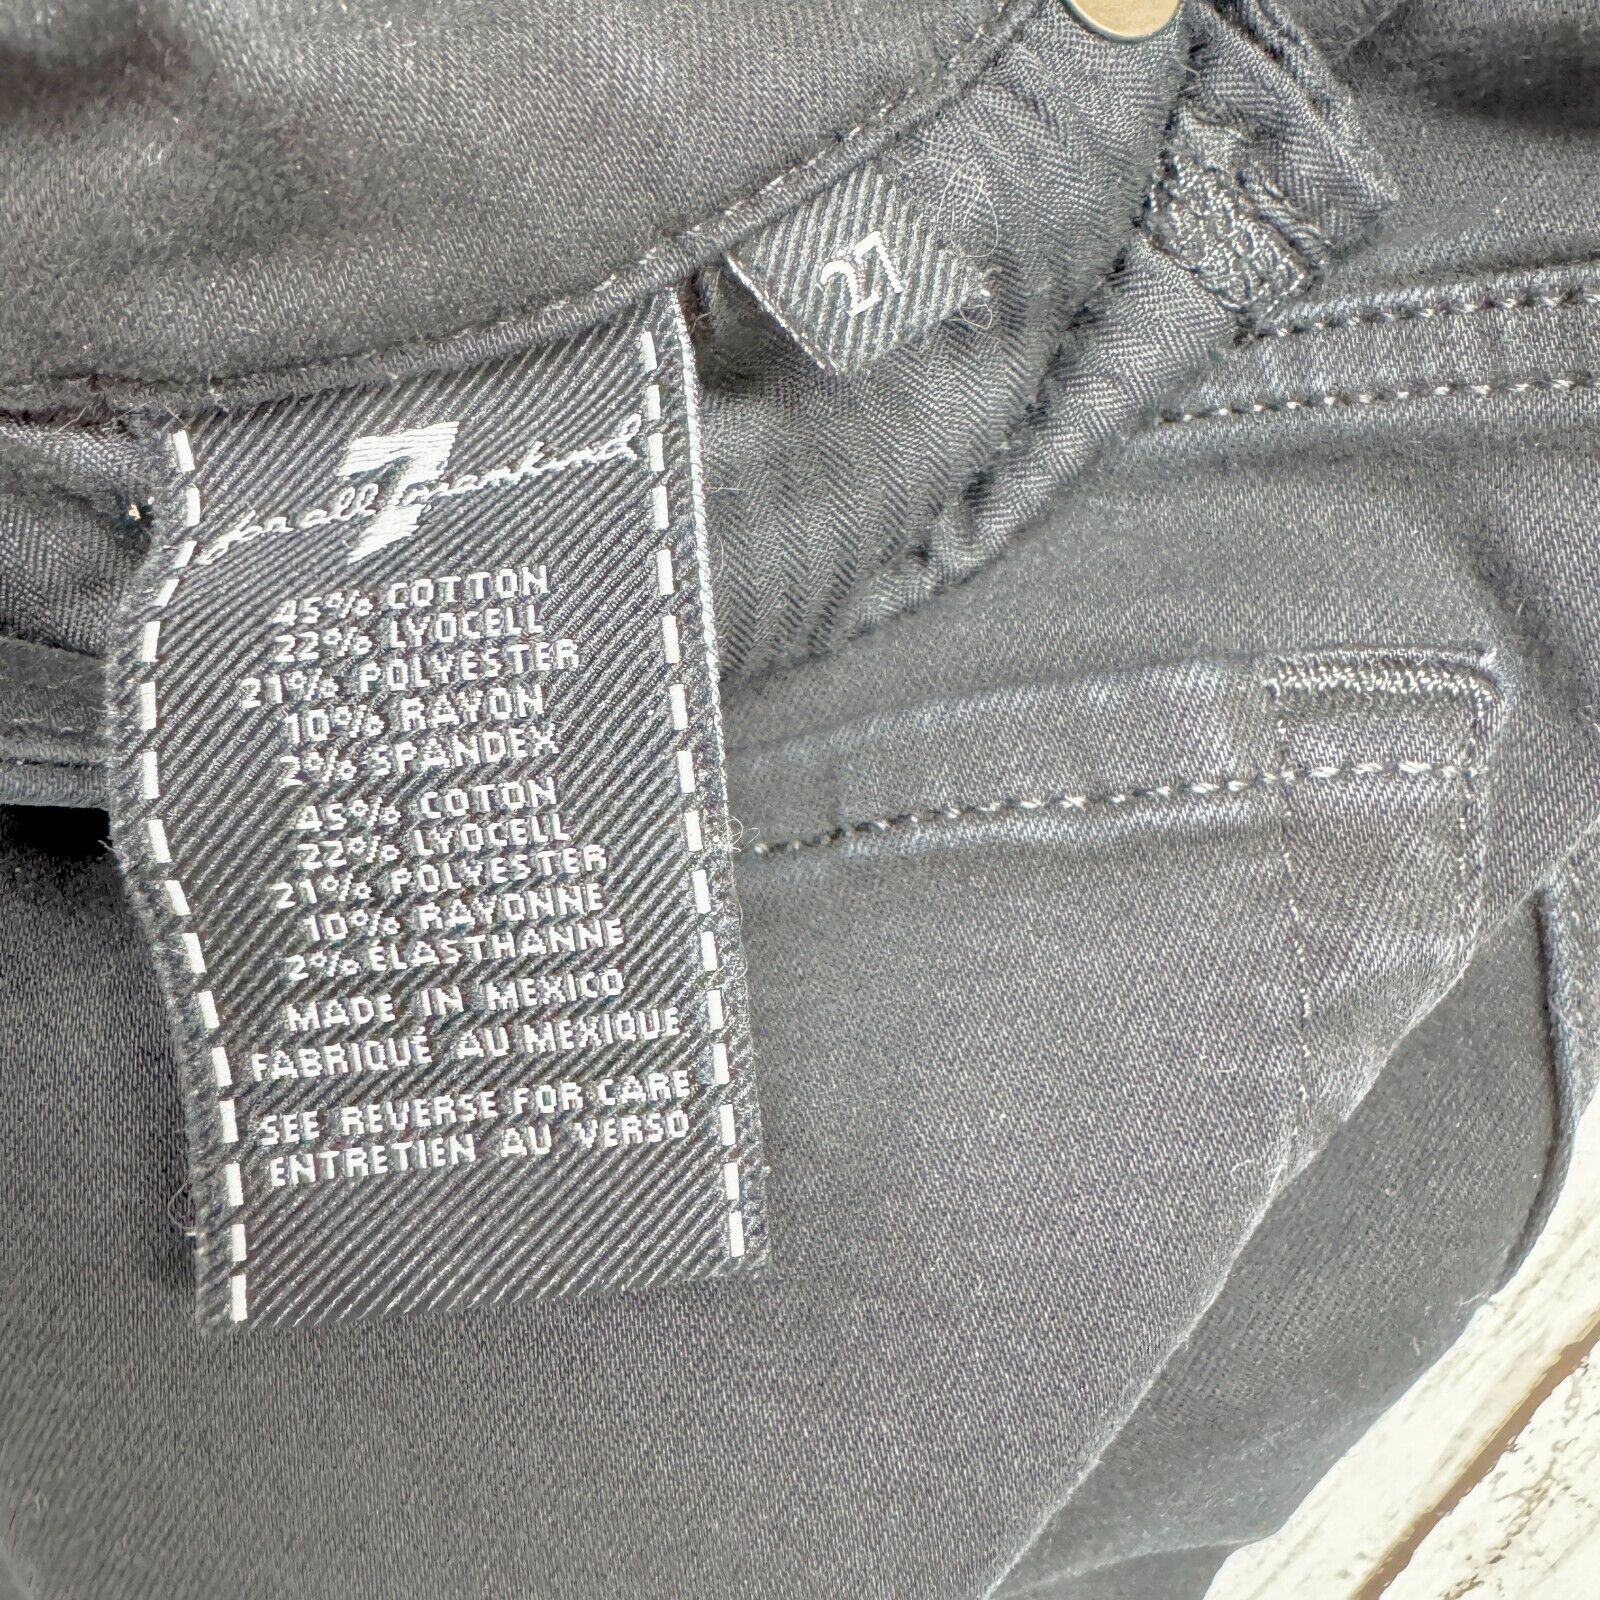 27
7
for all mankind
45% COTTON
22% LYOCELL
21% POLYESTER
10% RAYON
2% SPANDEX
45% COTON
22% LYOCELL
21% POLYESTER
10% RAYONNE
2% ÉLASTHANNE
MADE IN MEXICO
FABRIQUÉ AU MEXIQUE
SEE REVERSE FOR CARE
ENTRETIEN AU VERSO